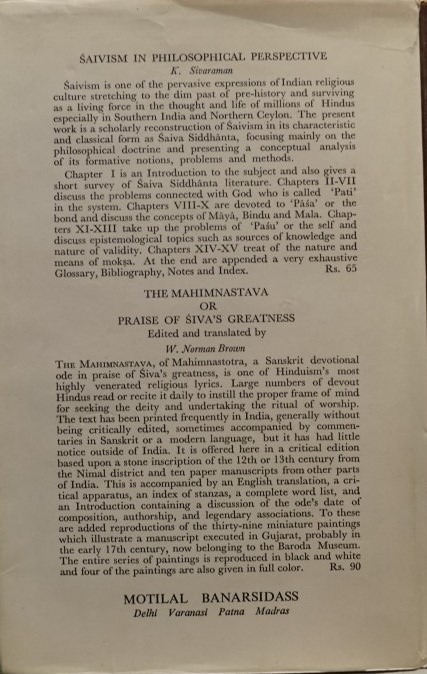 ŚAIVISM IN PHILOSOPHICAL PERSPECTIVE
K. Sivaraman
Śaivism is one of the pervasive expressions of Indian religious
culture stretching to the dim past of pre-history and surviving
as a living force in the thought and life of millions of Hindus
especially in Southern India and Northern Ceylon. The present
work is a scholarly reconstruction of Śaivism in its characteristic
and classical form as Śaiva Siddhānta, focusing mainly on the
philosophical doctrine and presenting a conceptual analysis
of its formative notions, problems and methods.
Chapter I is an Introduction to the subject and also gives a
short survey of Śaiva Siddhānta literature. Chapters II-VII
discuss the problems connected with God who is called 'Pati'
in the system. Chapters VIII-X are devoted to 'Pāśa' or the
bond and discuss the concepts of Māyā, Bindu and Mala. Chap-
ters XI-XIII take up the problems of 'Paśu' or the self and
discuss epistemological topics such as sources of knowledge and
nature of validity. Chapters XIV-XV treat of the nature and
means of mokṣa. At the end are appended a very exhaustive
Glossary, Bibliography, Notes and Index. Rs. 65
THE MAHIMNASTAVA
OR
PRAISE OF ŚIVA'S GREATNESS
Edited and translated by
W. Norman Brown
THE MAHIMNASTAVA, of Mahimnastotra, a Sanskrit devotional
ode in praise of Śiva's greatness, is one of Hinduism's most
highly venerated religious lyrics. Large numbers of devout
Hindus read or recite it daily to instill the proper frame of mind
for seeking the deity and undertaking the ritual of worship.
The text has been printed frequently in India, generally without
being critically edited, sometimes accompanied by commen-
taries in Sanskrit or a modern language, but it has had little
notice outside of India. It is offered here in a critical edition
based upon a stone inscription of the 12th or 13th century from
the Nimal district and ten paper manuscripts from other parts
of India. This is accompanied by an English translation, a cri-
tical apparatus, an index of stanzas, a complete word list, and
an Introduction containing a discussion of the ode's date of
composition, authorship, and legendary associations. To these
are added reproductions of the thirty-nine miniature paintings
which illustrate a manuscript executed in Gujarat, probably in
the early 17th century, now belonging to the Baroda Museum.
The entire series of paintings is reproduced in black and white
and four of the paintings are also given in full color. Rs. 90
MOTILAL BANARSIDASS
Delhi Varanasi Patna Madras